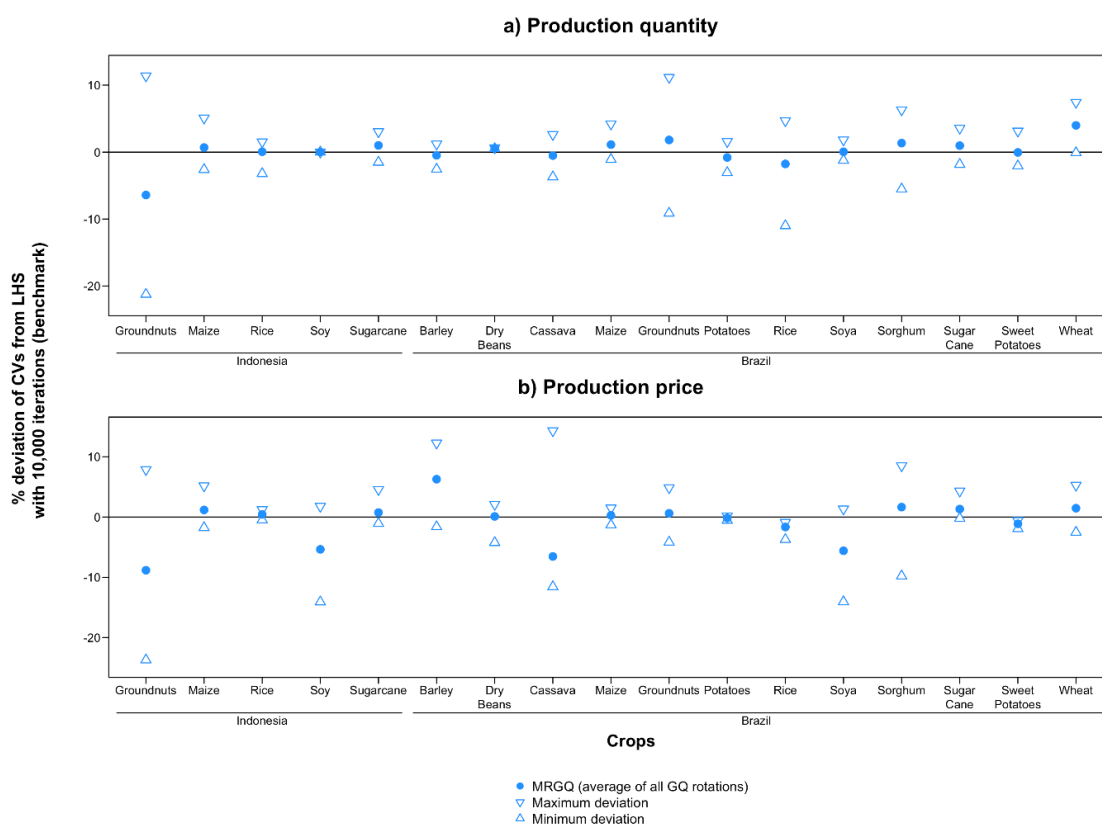 a) Production quantity
% deviation of CVs from LHS
with 10,000 iterations (benchmark)
10
0
-10
-20
Groundnuts Maize Rice Soy Sugarcane Barley Dry Cassava Maize Groundnuts Potatoes Rice Soya Sorghum Sugar Sweet Wheat
Beans Cane Potatoes
Indonesia Brazil
b) Production price
10
0
-10
-20
Groundnuts Maize Rice Soy Sugarcane Barley Dry Cassava Maize Groundnuts Potatoes Rice Soya Sorghum Sugar Sweet Wheat
Beans Cane Potatoes
Indonesia Brazil
Crops
MRGQ (average of all GQ rotations)
Maximum deviation
Minimum deviation